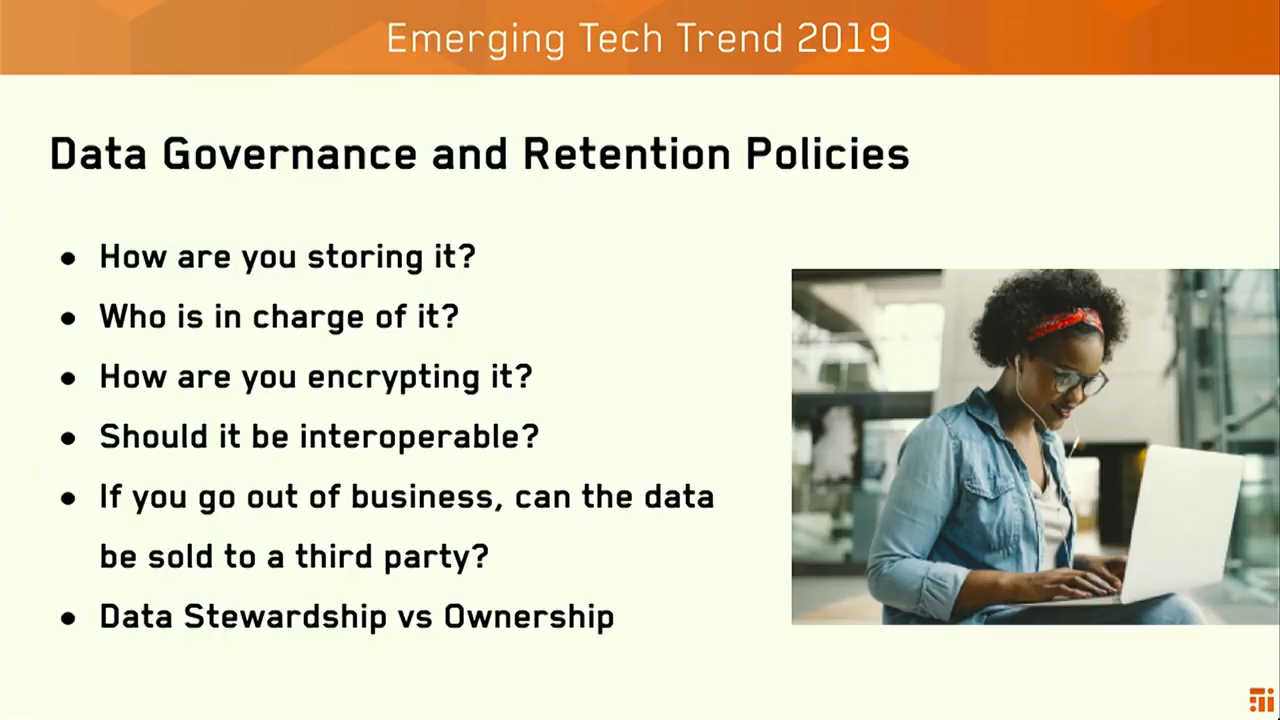 Emerging Tech Trend 2019
Data Governance and Retention Policies
• How are you storing it?
• Who is in charge of it?
• How are you encrypting it?
• Should it be interoperable?
• If you go out of business, can the data
be sold to a third party?
• Data Stewardship vs Ownership